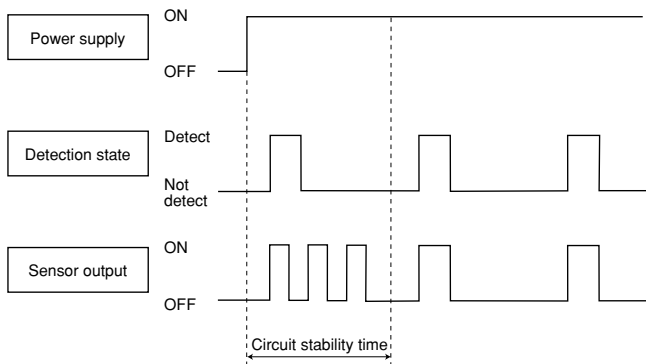 Power supply
ON
OFF
Detection state
Detect
Not
detect
Sensor output
ON
OFF
Circuit stability time